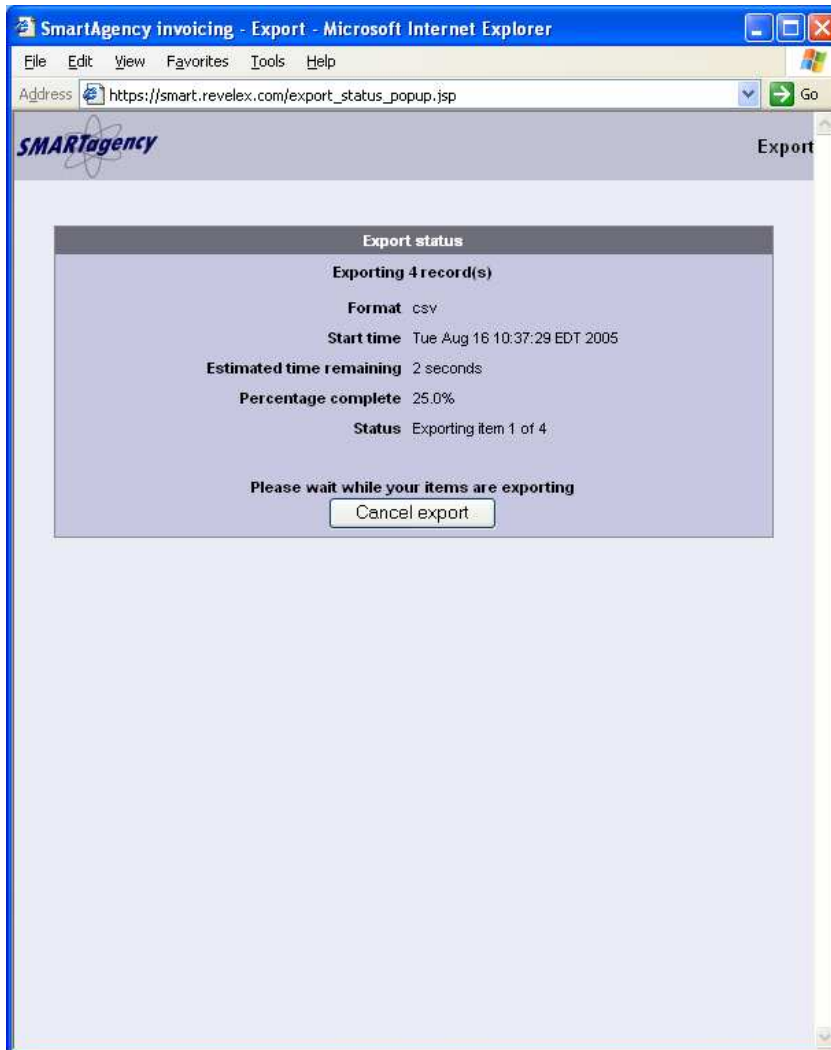 SmartAgency invoicing - Export - Microsoft Internet Explorer
File Edit View Favorites Tools Help
Address https://smart.revelex.com/export_status_popup.jsp Go
SMARTagency Export
Export status
Exporting 4 record(s)
Format csv
Start time Tue Aug 16 10:37:29 EDT 2005
Estimated time remaining 2 seconds
Percentage complete 25.0%
Status Exporting item 1 of 4
Please wait while your items are exporting
Cancel export